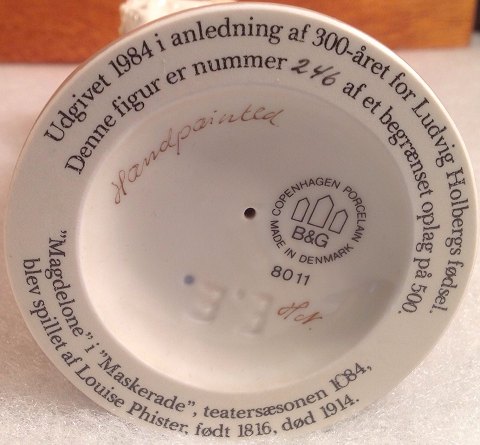 Udgivet 1984 i anledning af 300-året for Ludvig Holbergs fødsel.
Denne figur er nummer 246 af et begrænset oplag på 500.
Handpainted
COPENHAGEN PORCELAIN
B&G
MADE IN DENMARK
8011
E.E
HN.
"Magdelone" i "Maskerade", teatersæsonen 1084,
blev spillet af Louise Phister, født 1816, død 1914.